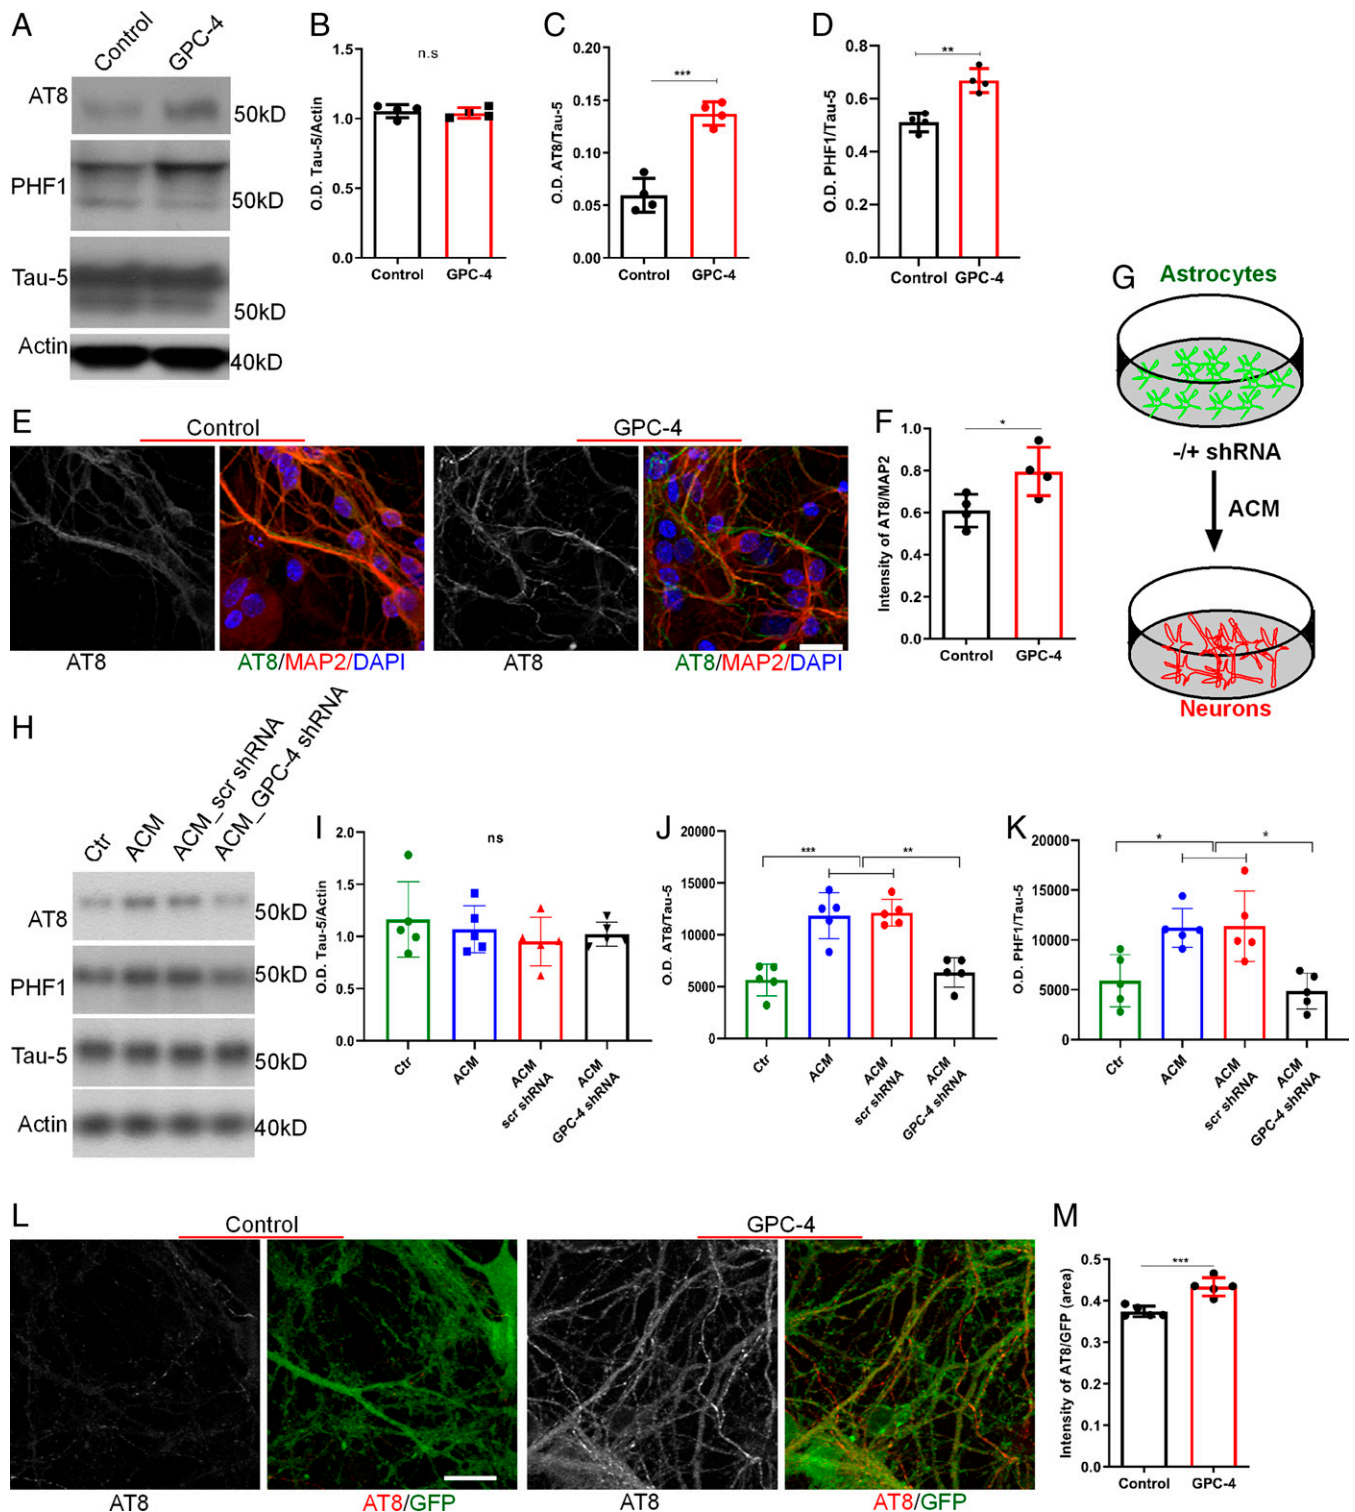 A
Control
GPC-4
AT8
50kD
PHF1
50kD
Tau-5
50kD
Actin
40kD
B
n.s
O.D. Tau-5/Actin
1.5
1.0
0.5
0.0
Control
GPC-4
C
***
O.D. AT8/Tau-5
0.20
0.15
0.10
0.05
0.00
Control
GPC-4
D
**
O.D. PHF1/Tau-5
0.8
0.6
0.4
0.2
0.0
Control
GPC-4
E
Control
GPC-4
AT8
AT8/MAP2/DAPI
AT8
AT8/MAP2/DAPI
F
*
Intensity of AT8/MAP2
1.0
0.8
0.6
0.4
0.2
0.0
Control
GPC-4
G
Astrocytes
-/+ shRNA
ACM
Neurons
H
Ctr
ACM
ACM_scr shRNA
ACM_GPC-4 shRNA
AT8
50kD
PHF1
50kD
Tau-5
50kD
Actin
40kD
I
ns
O.D. Tau-5/Actin
2.0
1.5
1.0
0.5
0.0
Ctr
ACM
ACM
scr shRNA
ACM
GPC-4 shRNA
J
***
**
O.D. AT8/Tau-5
20000
15000
10000
5000
0
Ctr
ACM
ACM
scr shRNA
ACM
GPC-4 shRNA
K
*
*
O.D. PHF1/Tau-5
20000
15000
10000
5000
0
Ctr
ACM
ACM
scr shRNA
ACM
GPC-4 shRNA
L
Control
GPC-4
AT8
AT8/GFP
AT8
AT8/GFP
M
***
Intensity of AT8/GFP (area)
0.5
0.4
0.3
0.2
0.1
0.0
Control
GPC-4